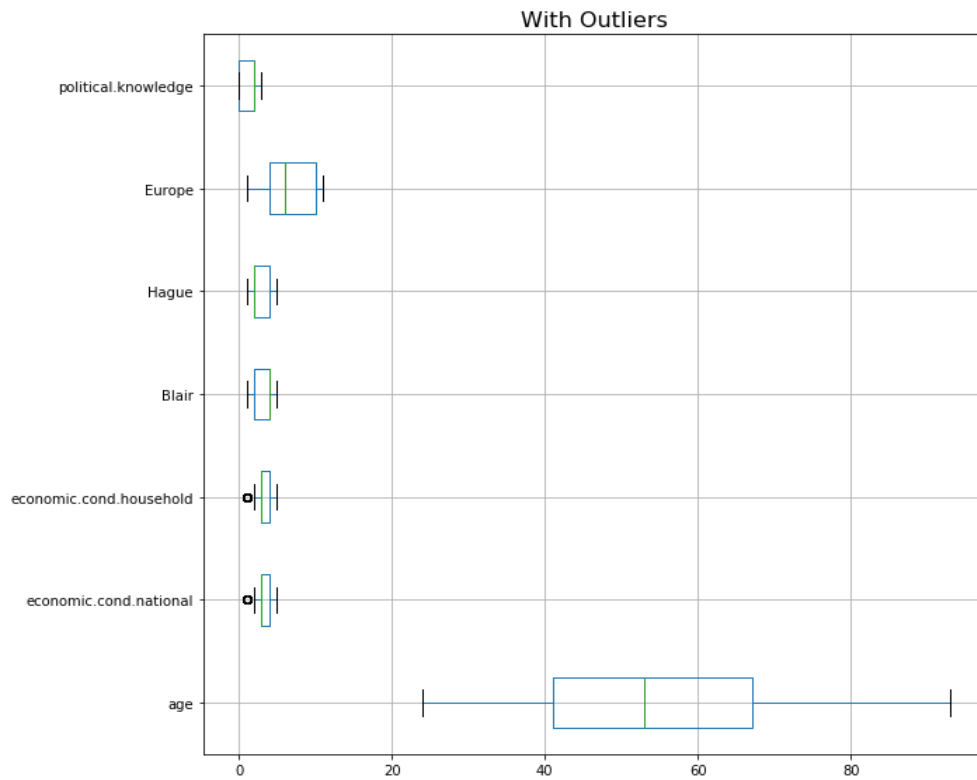 With Outliers
political.knowledge
Europe
Hague
Blair
economic.cond.household
economic.cond.national
age
0 20 40 60 80